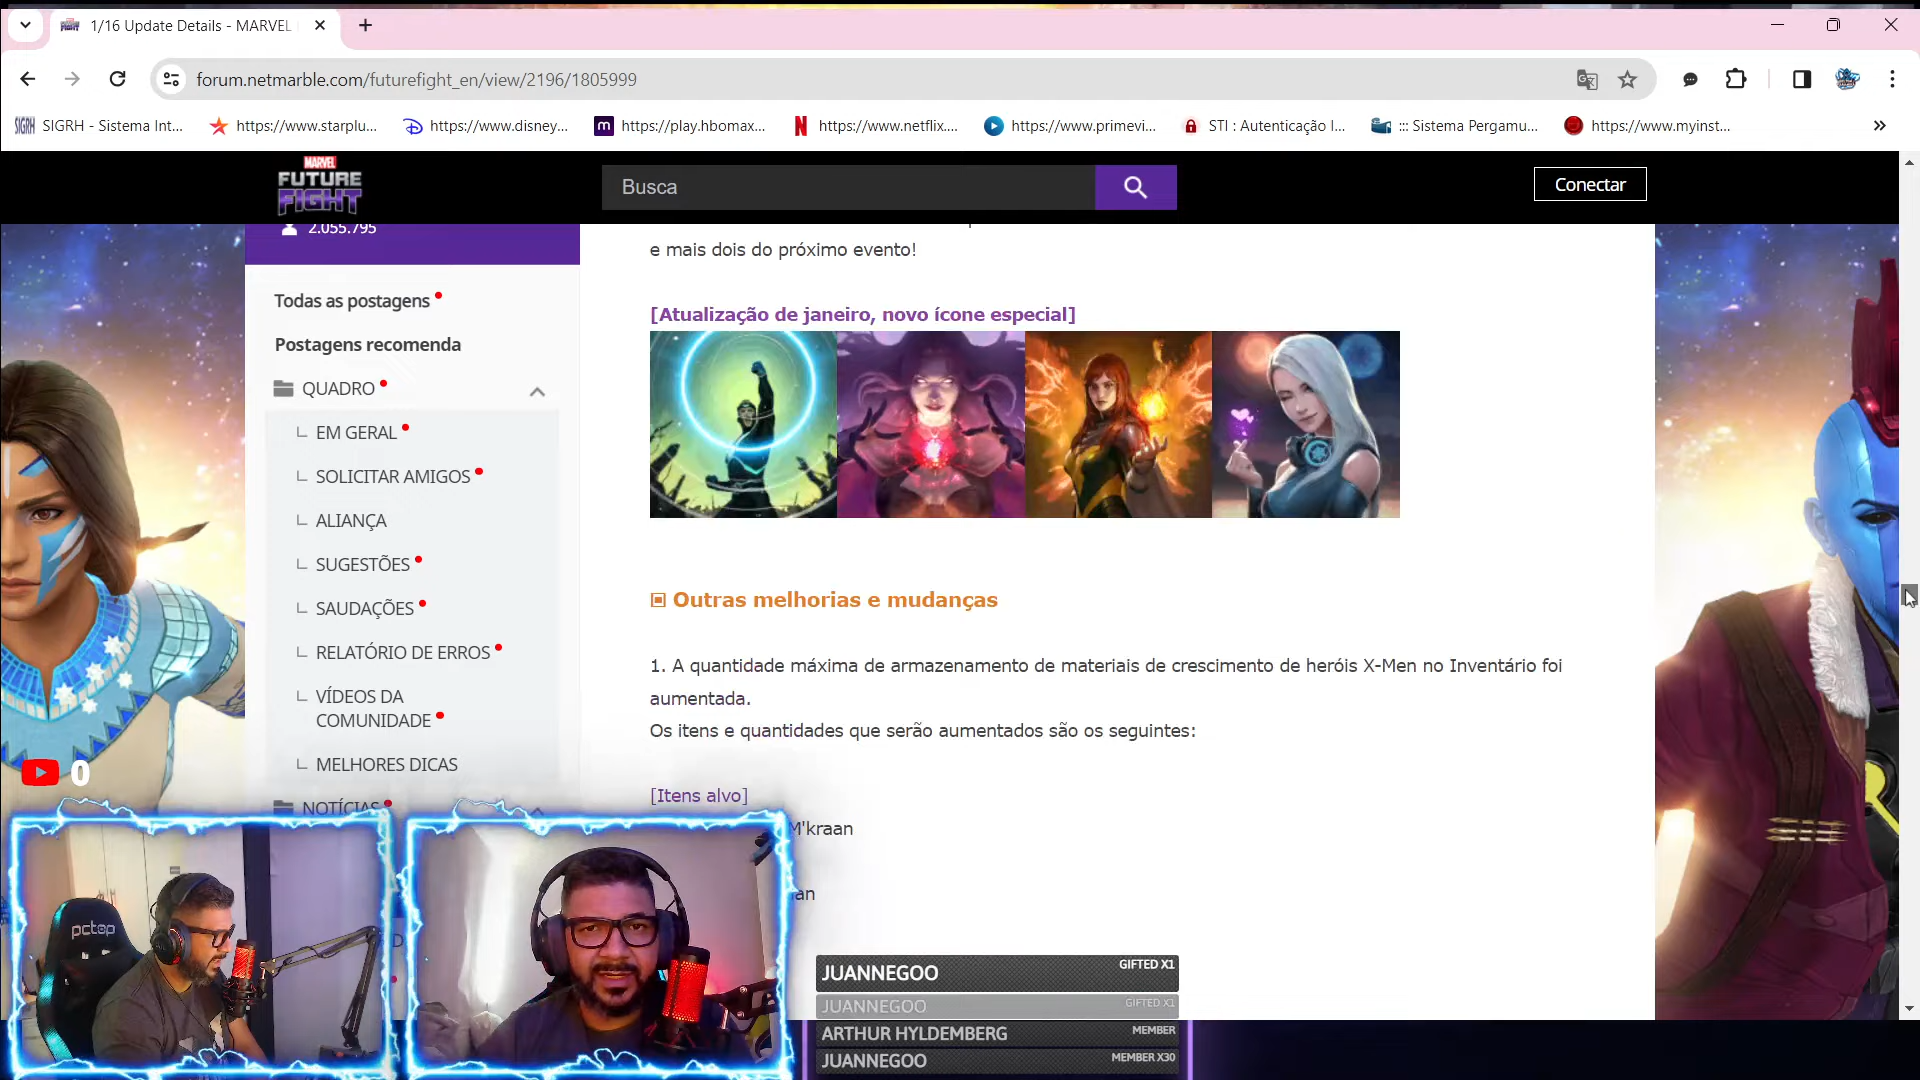 1/16 Update Details - MARVEL
forum.netmarble.com/futurefight_en/view/2196/1805999
SIGRH - Sistema Int...
https://www.starplu...
https://www.disney...
https://play.hbomax...
https://www.netflix....
https://www.primevi...
STI : Autenticação I...
::: Sistema Pergamu...
https://www.myinst...
MARVEL
FUTURE
FIGHT
Busca
Conectar
2.055.795
Todas as postagens
Postagens recomenda
QUADRO
EM GERAL
SOLICITAR AMIGOS
ALIANÇA
SUGESTÕES
SAUDAÇÕES
RELATÓRIO DE ERROS
VÍDEOS DA
COMUNIDADE
MELHORES DICAS
NOTÍCIAS
e mais dois do próximo evento!
[Atualização de janeiro, novo ícone especial]
Outras melhorias e mudanças
1. A quantidade máxima de armazenamento de materiais de crescimento de heróis X-Men no Inventário foi
aumentada.
Os itens e quantidades que serão aumentados são os seguintes:
[Itens alvo]
M'kraan
an
0
pctop
JUANNEGOO GIFTED X1
JUANNEGOO GIFTED X1
ARTHUR HYLDEMBERG MEMBER
JUANNEGOO MEMBER X30